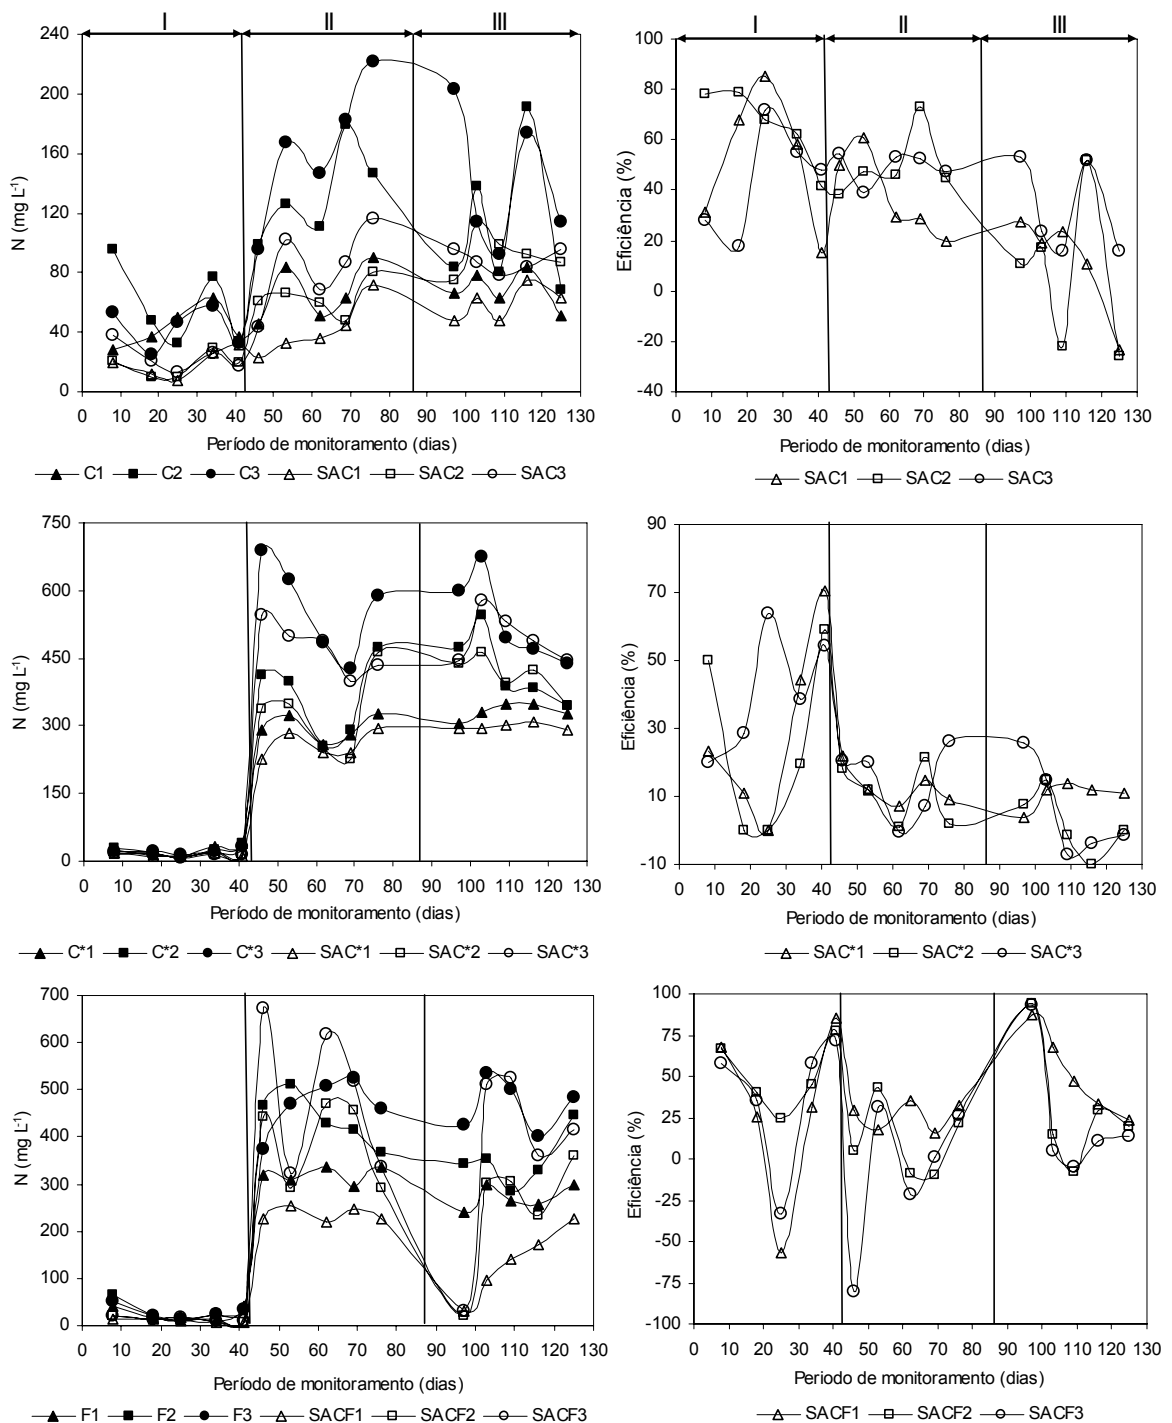 I II III
240
200
160
120
80
40
0
N (mg L-1)
0 10 20 30 40 50 60 70 80 90 100 110 120 130
Período de monitoramento (dias)
C1 C2 C3 SAC1 SAC2 SAC3
I II III
100
80
60
40
20
0
-20
-40
Eficiência (%)
0 10 20 30 40 50 60 70 80 90 100 110 120 130
Período de monitoramento (dias)
SAC1 SAC2 SAC3
750
600
450
300
150
0
N (mg L-1)
0 10 20 30 40 50 60 70 80 90 100 110 120 130
Período de monitoramento (dias)
C*1 C*2 C*3 SAC*1 SAC*2 SAC*3
90
70
50
30
10
-10
Eficiência (%)
0 10 20 30 40 50 60 70 80 90 100 110 120 130
Periodo de monitoramento (dias)
SAC*1 SAC*2 SAC*3
700
600
500
400
300
200
100
0
N (mg L-1)
0 10 20 30 40 50 60 70 80 90 100 110 120 130
Período de monitoramento (dias)
F1 F2 F3 SACF1 SACF2 SACF3
100
75
50
25
0
-25
-50
-75
-100
Eficiência (%)
0 10 20 30 40 50 60 70 80 90 100 110 120 130
Período de monitoramento (dias)
SACF1 SACF2 SACF3